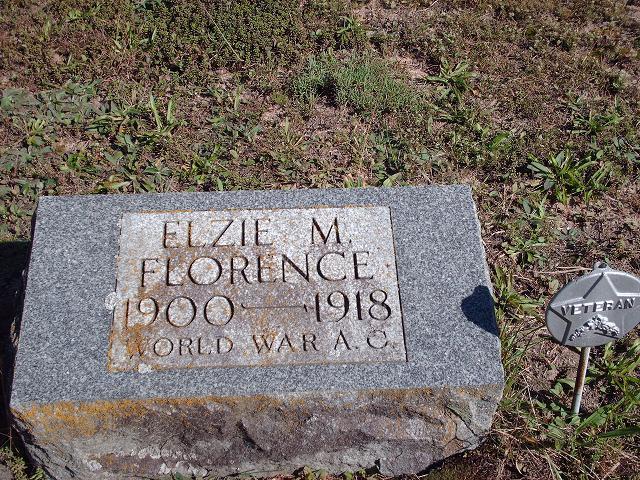 ELZIE M.
FLORENCE
1900—1918
WORLD WAR A. C.
VETERAN